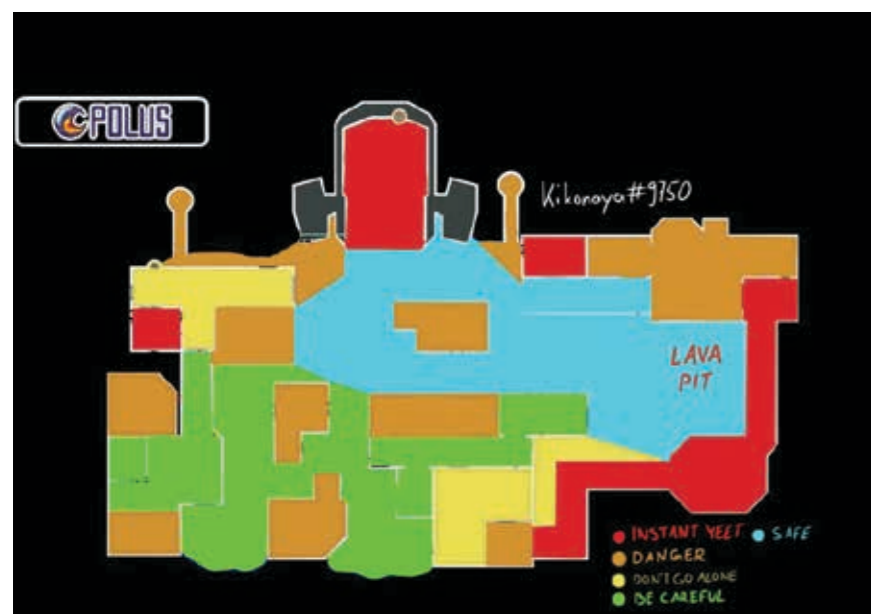 POLUS
Kikonoya#9750
LAVA
PIT
INSTANT YEET SAFE
DANGER
DON'T GO ALONE
BE CAREFUL